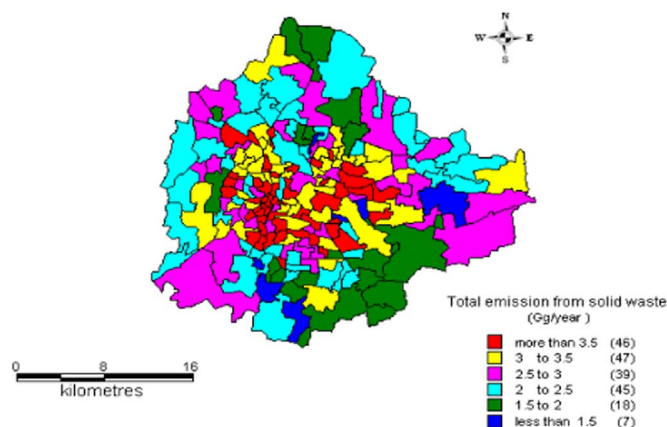 N
W E
S
Total emission from solid waste
(Gg/year )
more than 3.5 (46)
3 to 3.5 (47)
2.5 to 3 (39)
2 to 2.5 (45)
1.5 to 2 (18)
less than 1.5 (7)
0 8 16
kilometres